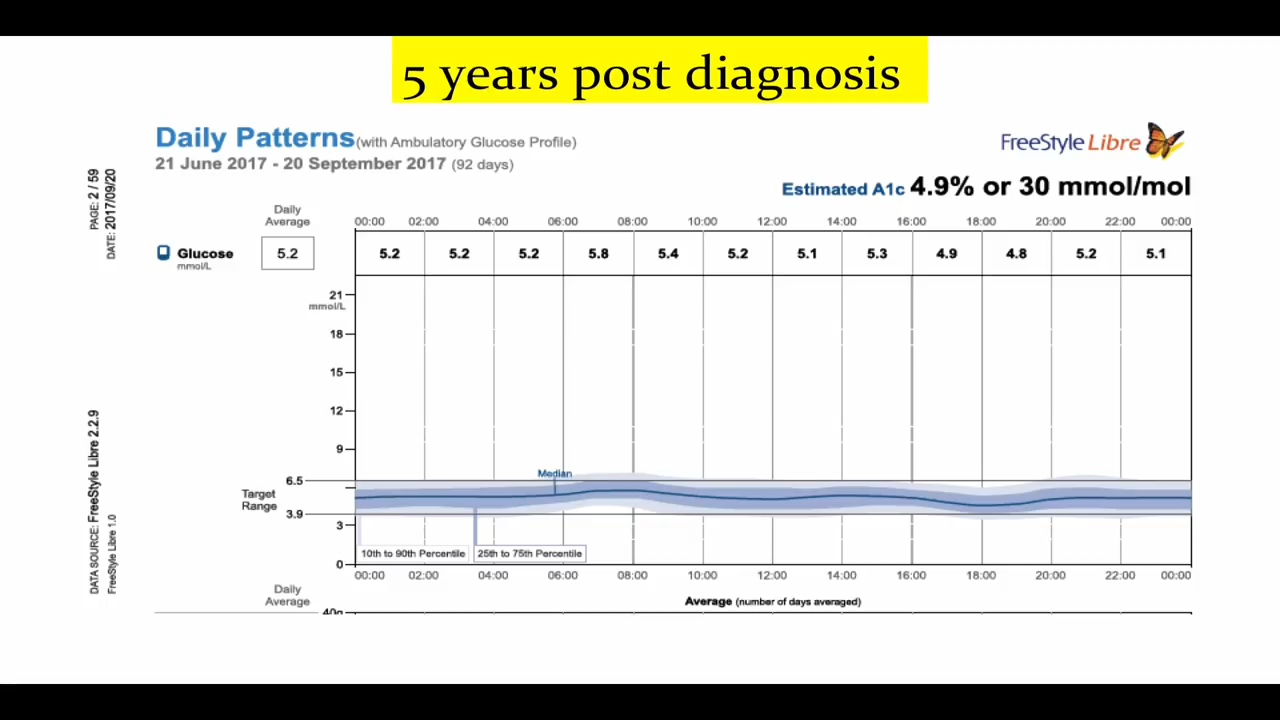 5 years post diagnosis
Daily Patterns (with Ambulatory Glucose Profile)
21 June 2017 - 20 September 2017 (92 days)
FreeStyle Libre
Estimated A1c 4.9% or 30 mmol/mol
PAGE: 2 / 59
DATE: 2017/09/20
Daily
Average
00:00 02:00 04:00 06:00 08:00 10:00 12:00 14:00 16:00 18:00 20:00 22:00 00:00
Glucose 5.2 5.2 5.2 5.2 5.8 5.4 5.2 5.1 5.3 4.9 4.8 5.2 5.1
mmol/L
21
mmol/L
18
15
12
9
Median
6.5
Target
Range
3.9
3
10th to 90th Percentile 25th to 75th Percentile
0
00:00 02:00 04:00 06:00 08:00 10:00 12:00 14:00 16:00 18:00 20:00 22:00 00:00
DATA SOURCE: FreeStyle Libre 2.2.9
FreeStyle Libre 1.0
Daily
Average
Average (number of days averaged)